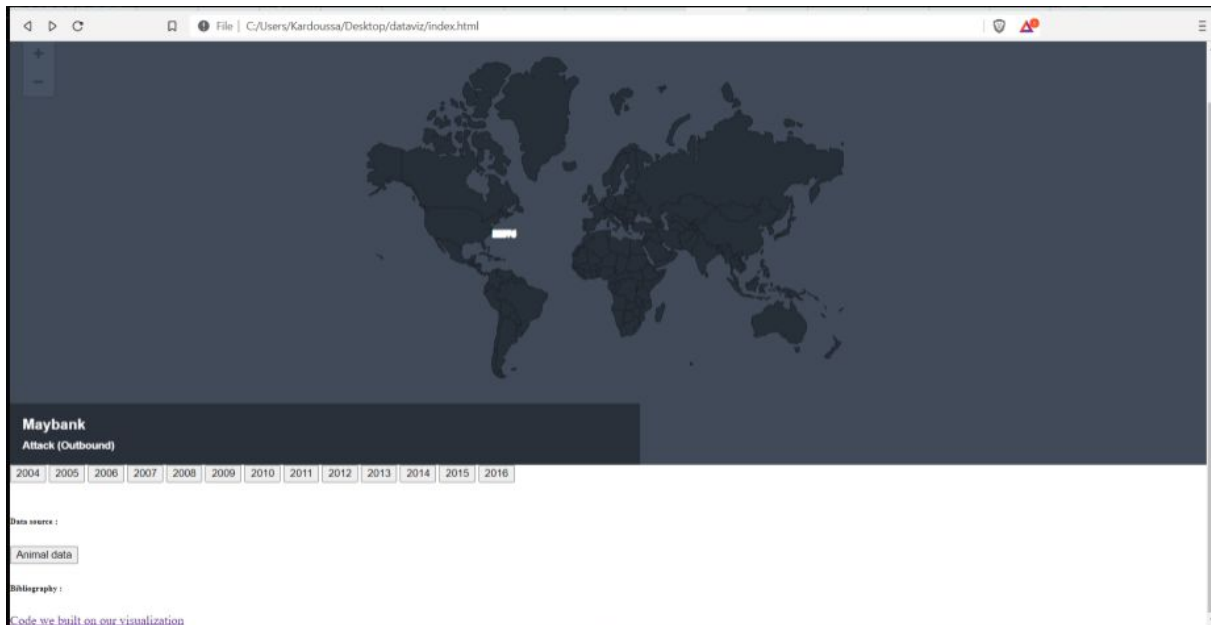 File | C:/Users/Kardoussa/Desktop/dataviz/index.html
+
−
Maybank
Attack (Outbound)
2004 2005 2006 2007 2008 2009 2010 2011 2012 2013 2014 2015 2016
Data source :
Animal data
Bibliography :
Code we built on our visualization